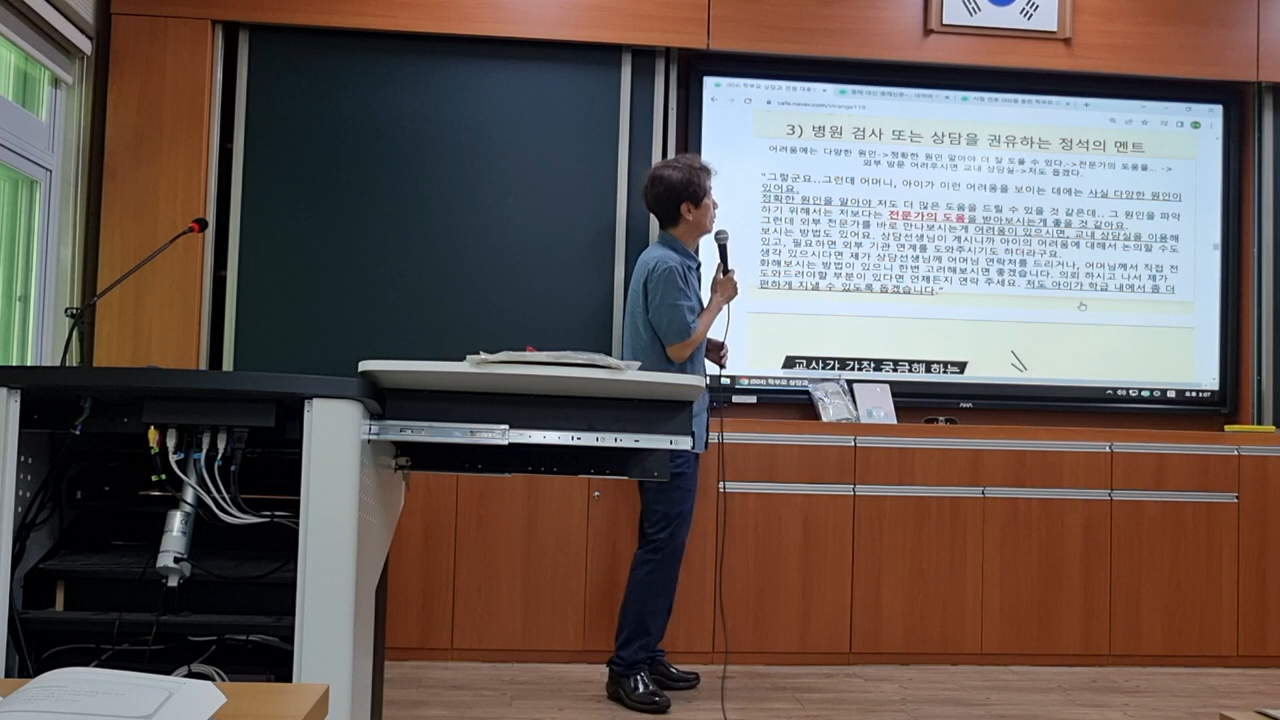 cafe.naver.com/strange119
3) 병원 검사 또는 상담을 권유하는 정석의 멘트
어려움에는 다양한 원인->정확한 원인 알아야 더 잘 도울 수 있다.->전문가의 도움을... ->
외부 방문 어려우시면 교내 상담실->저도 돕겠다.
"그렇군요..그런데 어머니, 아이가 이런 어려움을 보이는 데에는 사실 다양한 원인이
있어요.
정확한 원인을 알아야 저도 더 많은 도움을 드릴 수 있을 것 같은데.. 그 원인을 파악
하기 위해서는 저보다는 전문가의 도움을 받아보시는게 좋을 것 같아요.
그런데 외부 전문가를 바로 만나보시는게 어려움이 있으시면, 교내 상담실을 이용해
보시는 방법도 있어요. 상담선생님이 계시니까 아이의 어려움에 대해서 논의할 수도
있고, 필요하면 외부 기관 연계를 도와주시기도 하더라구요.
생각 있으시다면 제가 상담선생님께 어머님 연락처를 드리거나, 어머님께서 직접 전
화해보시는 방법이 있으니 한번 고려해보시면 좋겠습니다. 의뢰 하시고 나서 제가
도와드려야할 부분이 있다면 언제든지 연락 주세요. 저도 아이가 학급 내에서 좀 더
편하게 지낼 수 있도록 돕겠습니다."
교사가 가장 궁금해 하는
오후 3:07